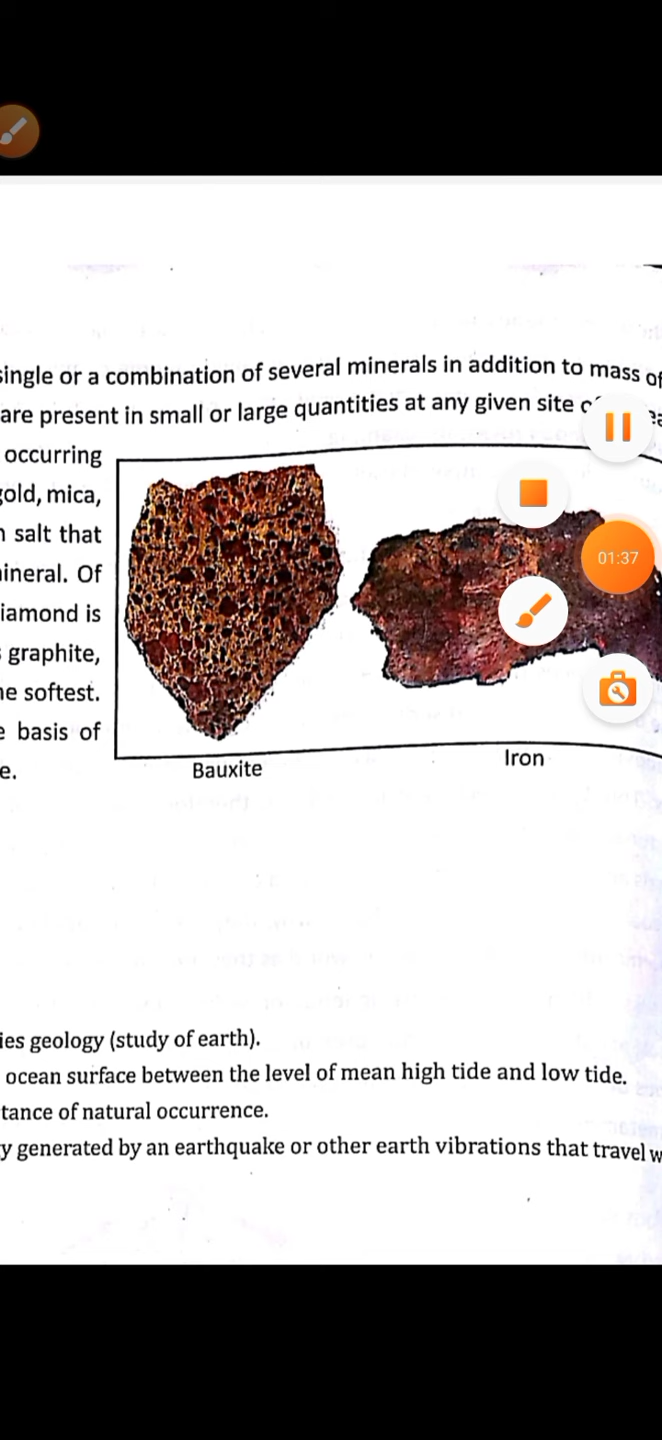 single or a combination of several minerals in addition to mass of
are present in small or large quantities at any given site
occurring
gold, mica,
salt that
ineral. Of
iamond is
graphite,
he softest.
basis of
e.
01:37
Bauxite
Iron
ies geology (study of earth).
ocean surface between the level of mean high tide and low tide.
tance of natural occurrence.
y generated by an earthquake or other earth vibrations that travel w